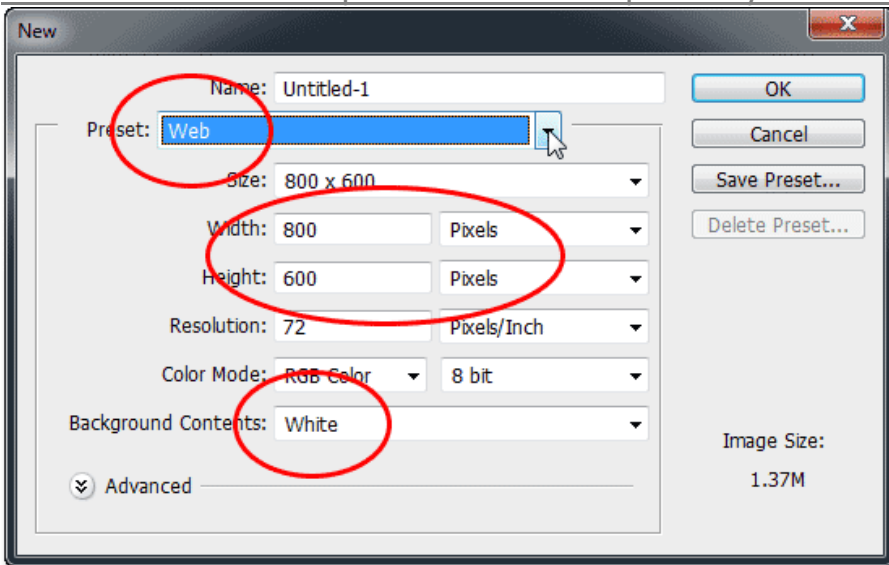 New
Name: Untitled-1
OK
Preset: Web
Cancel
Size: 800 x 600
Save Preset...
Width: 800 Pixels
Delete Preset...
Height: 600 Pixels
Resolution: 72 Pixels/Inch
Color Mode: RGB Color 8 bit
Background Contents: White
Image Size:
1.37M
Advanced